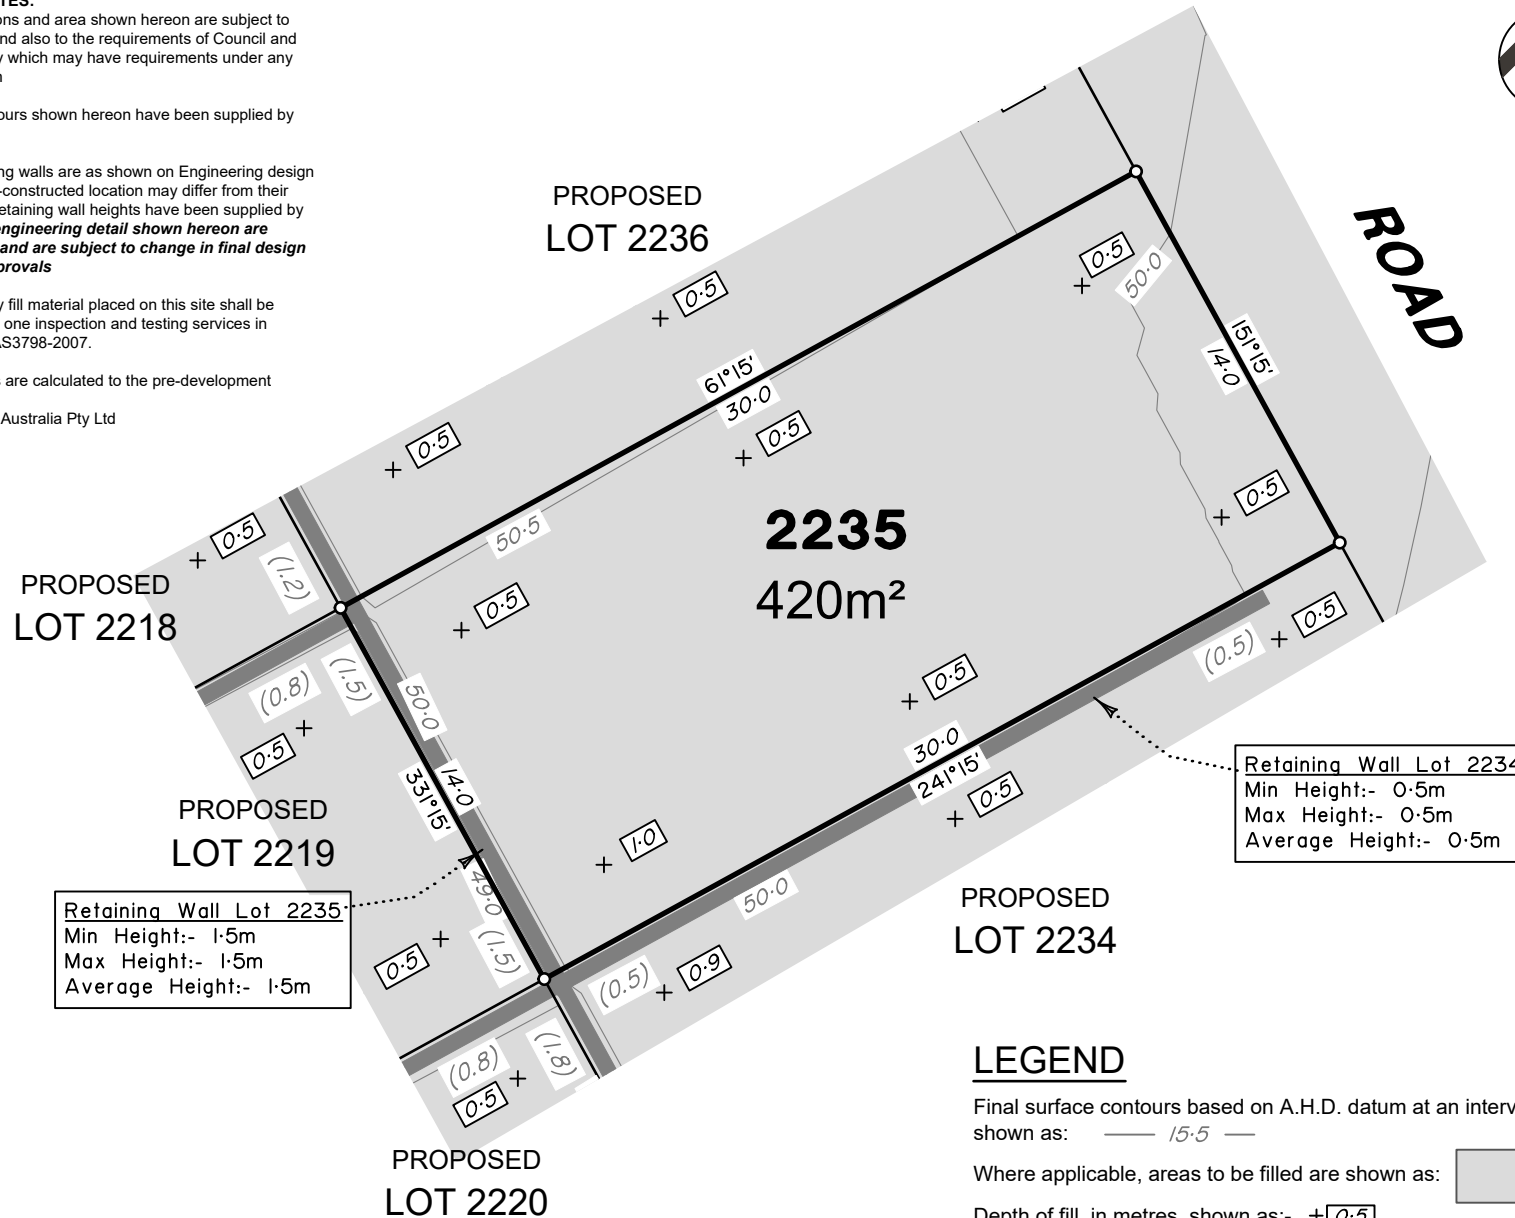 ons and area shown hereon are subject to
nd also to the requirements of Council and
which may have requirements under any
ours shown hereon have been supplied by
ng walls are as shown on Engineering design
-constructed location may differ from their
etaining wall heights have been supplied by
engineering detail shown hereon are
and are subject to change in final design
provals
fill material placed on this site shall be
one inspection and testing services in
AS3798-2007.
are calculated to the pre-development
Australia Pty Ltd
PROPOSED
LOT 2236
ROAD
0·5
0·5
50·0
61°15'
30·0
151°15'
14·0
0·5
0·5
0·5
50·5
0·5
2235
420m²
0·5
(1.2)
PROPOSED
LOT 2218
0·5
(0.8)
(1.5)
0·5
50·0
(0.5)
0·5
0·5
30·0
241°15'
0·5
14·0
331°15'
Retaining Wall Lot 2234
Min Height:- 0·5m
Max Height:- 0·5m
Average Height:- 0·5m
PROPOSED
LOT 2219
1·0
49·0
50·0
Retaining Wall Lot 2235
Min Height:- 1·5m
Max Height:- 1·5m
Average Height:- 1·5m
PROPOSED
LOT 2234
0·5
(1.5)
(0.5)
0·9
(0.8)
(1.8)
0·5
PROPOSED
LOT 2220
LEGEND
Final surface contours based on A.H.D. datum at an interv
shown as: 15·5
Where applicable, areas to be filled are shown as:
Depth of fill, in metres, shown as:- + 0·5